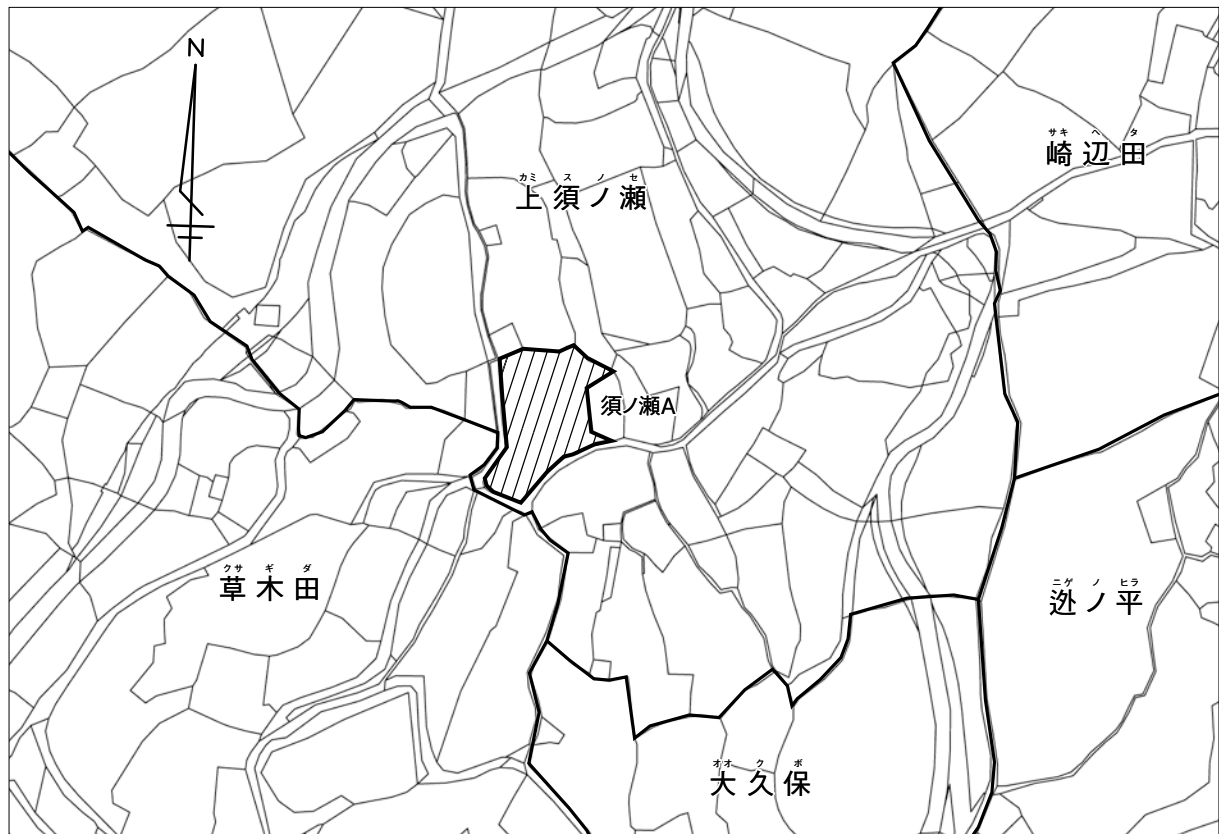 N
サキ ヘ タ
崎辺田
カミ ス ノ セ
上須ノ瀬
須ノ瀬A
クサ ギ ダ
草木田
ニゲ ノ ヒラ
迯ノ平
オオ ク ボ
大久保